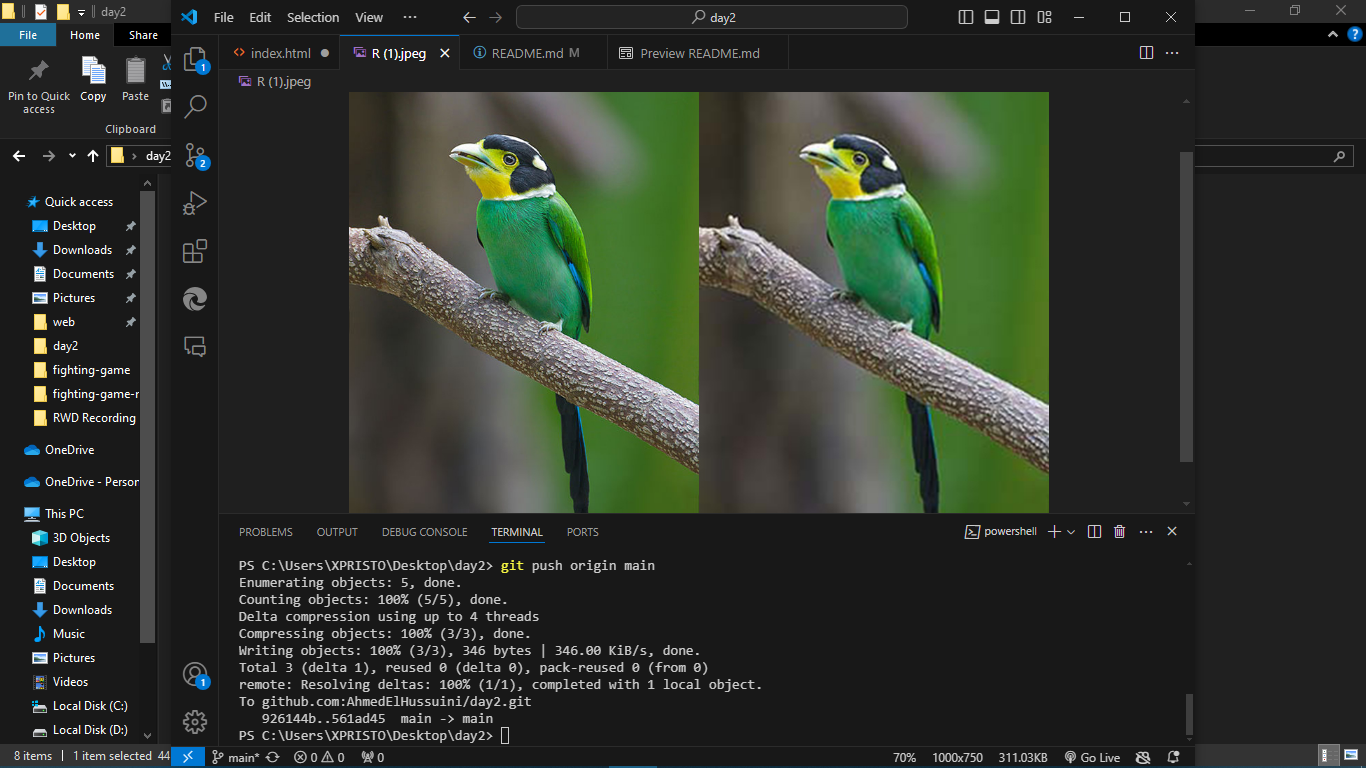 day2
File Home Share
Pin to Quick access
Copy
Paste
Clipboard
day2
Quick access
Desktop
Downloads
Documents
Pictures
web
day2
fighting-game
fighting-game-r
RWD Recording
OneDrive
OneDrive - Person
This PC
3D Objects
Desktop
Documents
Downloads
Music
Pictures
Videos
Local Disk (C:)
Local Disk (D:)
8 items 1 item selected 44
File Edit Selection View ··· day2
index.html R (1).jpeg README.md M Preview README.md
R (1).jpeg
1
2
1
PROBLEMS OUTPUT DEBUG CONSOLE TERMINAL PORTS powershell
PS C:\Users\XPRISTO\Desktop\day2> git push origin main
Enumerating objects: 5, done.
Counting objects: 100% (5/5), done.
Delta compression using up to 4 threads
Compressing objects: 100% (3/3), done.
Writing objects: 100% (3/3), 346 bytes | 346.00 KiB/s, done.
Total 3 (delta 1), reused 0 (delta 0), pack-reused 0 (from 0)
remote: Resolving deltas: 100% (1/1), completed with 1 local object.
To github.com:AhmedElHussuini/day2.git
926144b..561ad45 main -> main
PS C:\Users\XPRISTO\Desktop\day2>
main* 0 0 0 70% 1000x750 311.03KB Go Live